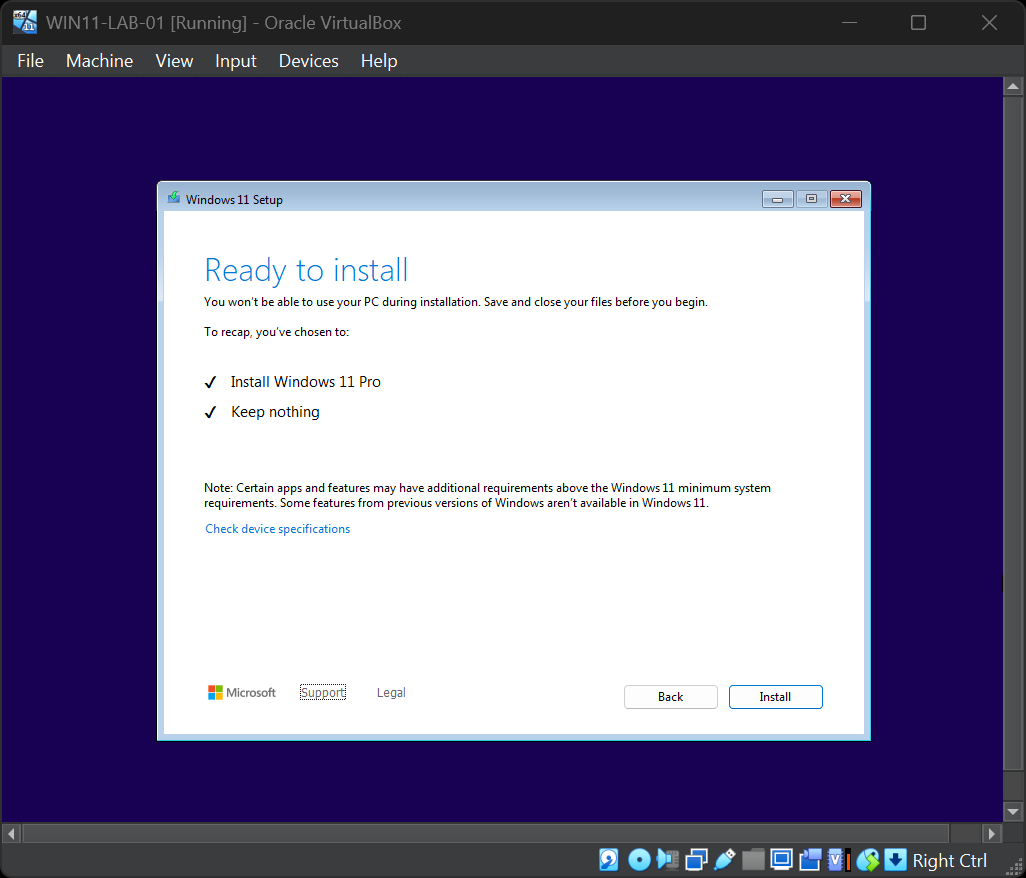 WIN11-LAB-01 [Running] - Oracle VirtualBox
File Machine View Input Devices Help
Windows 11 Setup
Ready to install
You won't be able to use your PC during installation. Save and close your files before you begin.
To recap, you've chosen to:
✓ Install Windows 11 Pro
✓ Keep nothing
Note: Certain apps and features may have additional requirements above the Windows 11 minimum system
requirements. Some features from previous versions of Windows aren't available in Windows 11.
Check device specifications
Microsoft Support Legal Back Install
Right Ctrl